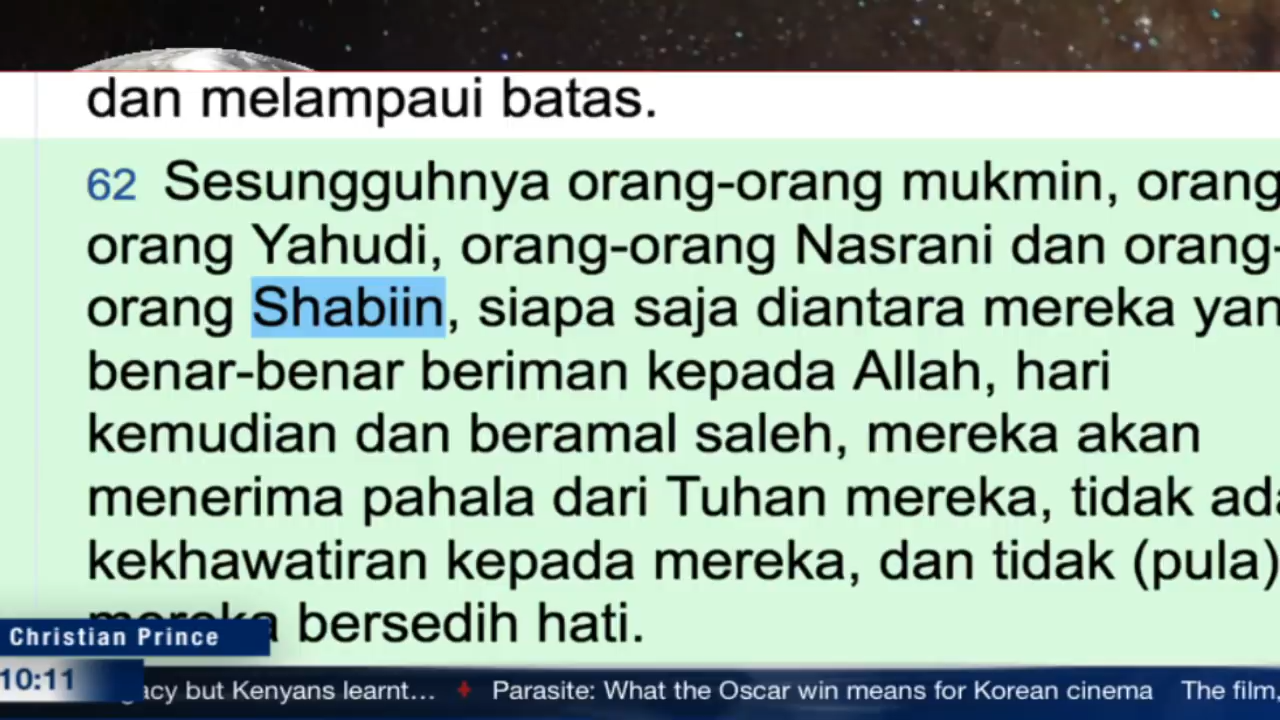 dan melampaui batas.
62 Sesungguhnya orang-orang mukmin, orang
orang Yahudi, orang-orang Nasrani dan orang-
orang Shabiin, siapa saja diantara mereka yan
benar-benar beriman kepada Allah, hari
kemudian dan beramal saleh, mereka akan
menerima pahala dari Tuhan mereka, tidak ada
kekhawatiran kepada mereka, dan tidak (pula)
mereka bersedih hati.
Christian Prince
10:11
acy but Kenyans learnt... Parasite: What the Oscar win means for Korean cinema The film.